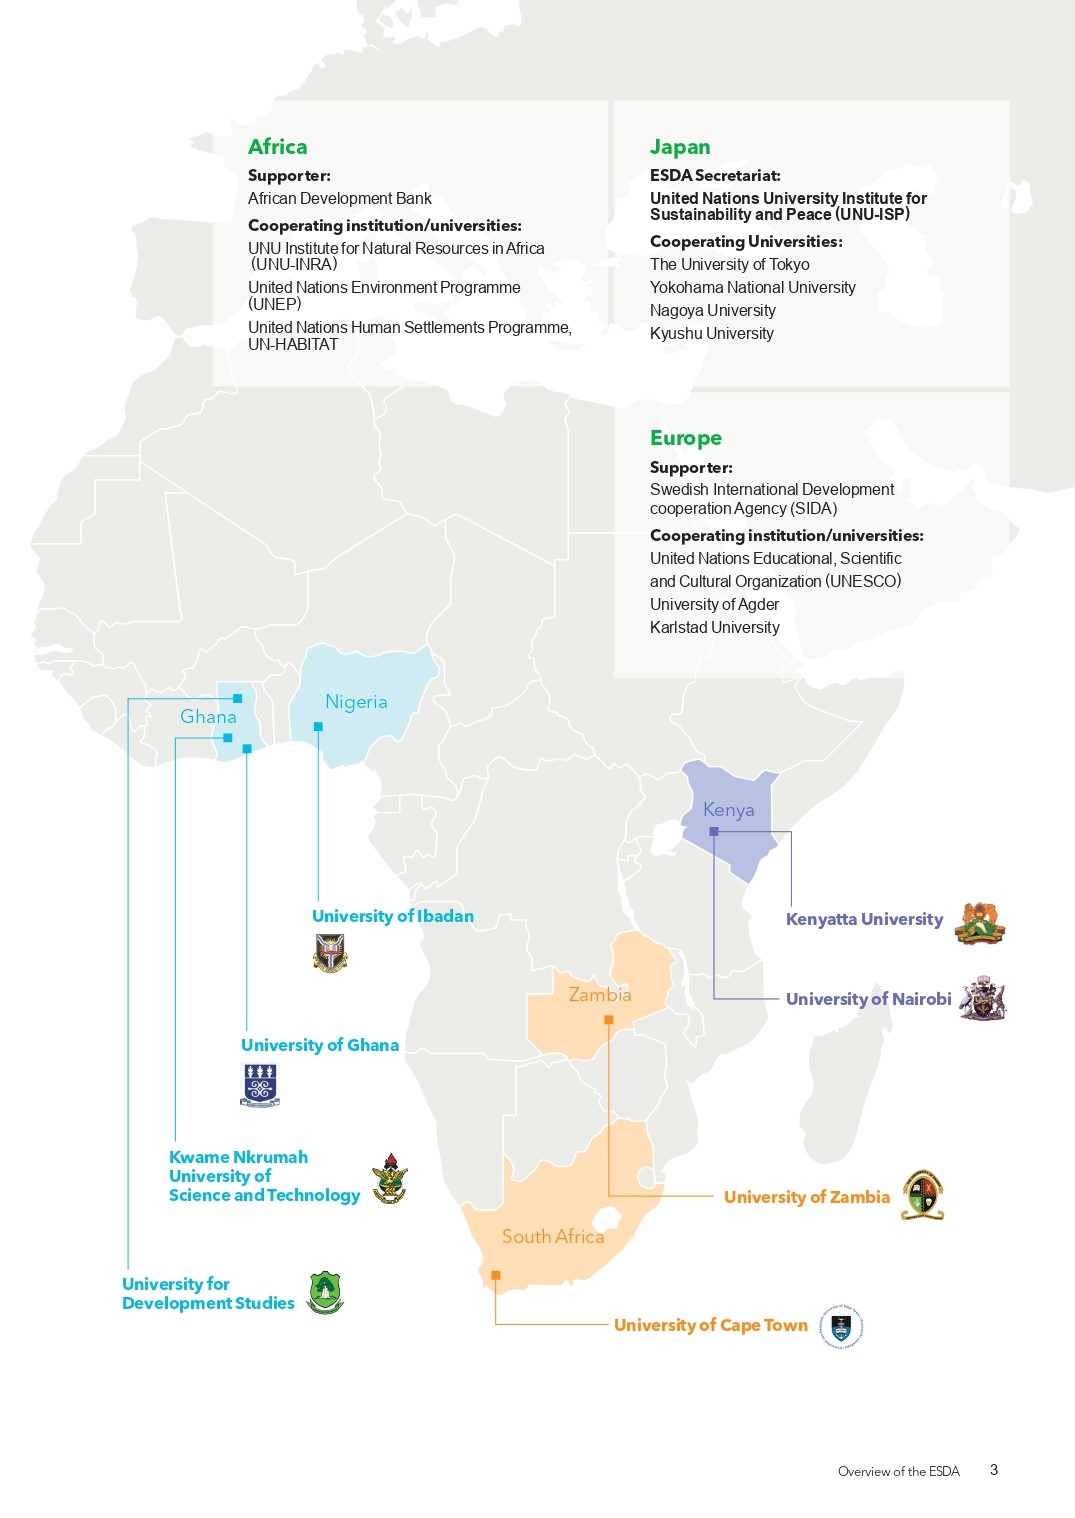 Africa
Supporter:
African Development Bank
Cooperating institution/universities:
UNU Institute for Natural Resources in Africa
(UNU-INRA)
United Nations Environment Programme
(UNEP)
United Nations Human Settlements Programme,
UN-HABITAT
Japan
ESDA Secretariat:
United Nations University Institute for
Sustainability and Peace (UNU-ISP)
Cooperating Universities:
The University of Tokyo
Yokohama National University
Nagoya University
Kyushu University
Europe
Supporter:
Swedish International Development
cooperation Agency (SIDA)
Cooperating institution/universities:
United Nations Educational, Scientific
and Cultural Organization (UNESCO)
University of Agder
Karlstad University
Nigeria
Ghana
Kenya
University of Ibadan
Kenyatta University
Zambia
University of Nairobi
University of Ghana
Kwame Nkrumah
University of
Science and Technology
University of Zambia
South Africa
University for
Development Studies
University of Cape Town
Overview of the ESDA 3